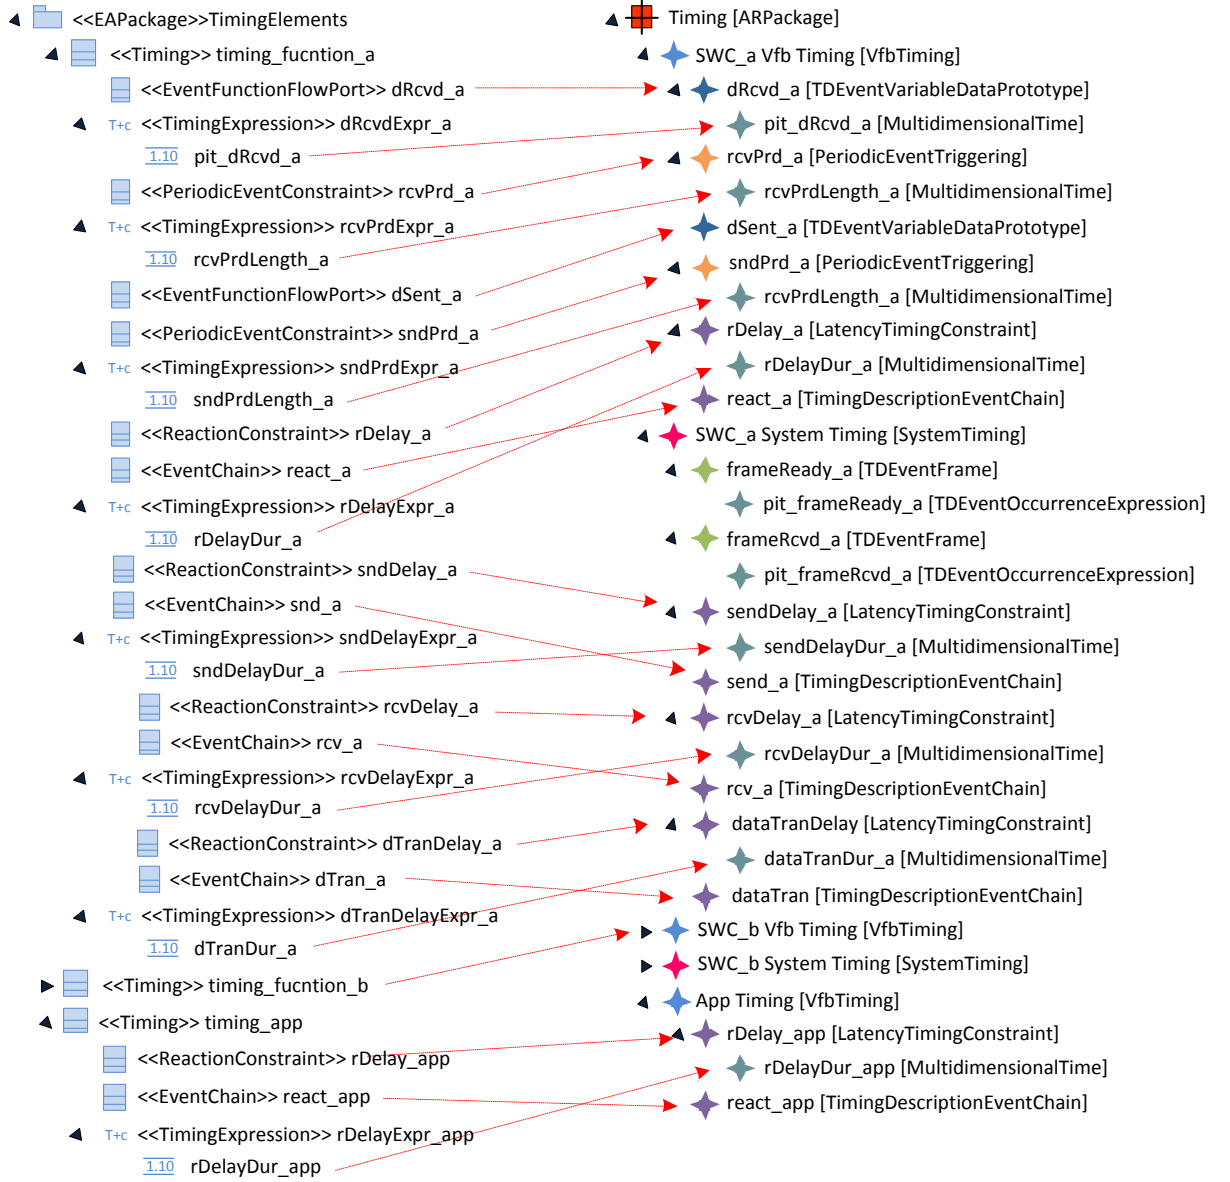 <<EAPackage>>TimingElements
<<Timing>> timing_fucntion_a
<<EventFunctionFlowPort>> dRcvd_a
T+c <<TimingExpression>> dRcvdExpr_a
1.10 pit_dRcvd_a
<<PeriodicEventConstraint>> rcvPrd_a
T+c <<TimingExpression>> rcvPrdExpr_a
1.10 rcvPrdLength_a
<<EventFunctionFlowPort>> dSent_a
<<PeriodicEventConstraint>> sndPrd_a
T+c <<TimingExpression>> sndPrdExpr_a
1.10 sndPrdLength_a
<<ReactionConstraint>> rDelay_a
<<EventChain>> react_a
T+c <<TimingExpression>> rDelayExpr_a
1.10 rDelayDur_a
<<ReactionConstraint>> sndDelay_a
<<EventChain>> snd_a
T+c <<TimingExpression>> sndDelayExpr_a
1.10 sndDelayDur_a
<<ReactionConstraint>> rcvDelay_a
<<EventChain>> rcv_a
T+c <<TimingExpression>> rcvDelayExpr_a
1.10 rcvDelayDur_a
<<ReactionConstraint>> dTranDelay_a
<<EventChain>> dTran_a
T+c <<TimingExpression>> dTranDelayExpr_a
1.10 dTranDur_a
<<Timing>> timing_fucntion_b
<<Timing>> timing_app
<<ReactionConstraint>> rDelay_app
<<EventChain>> react_app
T+c <<TimingExpression>> rDelayExpr_app
1.10 rDelayDur_app
Timing [ARPackage]
SWC_a Vfb Timing [VfbTiming]
dRcvd_a [TDEventVariableDataPrototype]
pit_dRcvd_a [MultidimensionalTime]
rcvPrd_a [PeriodicEventTriggering]
rcvPrdLength_a [MultidimensionalTime]
dSent_a [TDEventVariableDataPrototype]
sndPrd_a [PeriodicEventTriggering]
rcvPrdLength_a [MultidimensionalTime]
rDelay_a [LatencyTimingConstraint]
rDelayDur_a [MultidimensionalTime]
react_a [TimingDescriptionEventChain]
SWC_a System Timing [SystemTiming]
frameReady_a [TDEventFrame]
pit_frameReady_a [TDEventOccurrenceExpression]
frameRcvd_a [TDEventFrame]
pit_frameRcvd_a [TDEventOccurrenceExpression]
sendDelay_a [LatencyTimingConstraint]
sendDelayDur_a [MultidimensionalTime]
send_a [TimingDescriptionEventChain]
rcvDelay_a [LatencyTimingConstraint]
rcvDelayDur_a [MultidimensionalTime]
rcv_a [TimingDescriptionEventChain]
dataTranDelay [LatencyTimingConstraint]
dataTranDur_a [MultidimensionalTime]
dataTran [TimingDescriptionEventChain]
SWC_b Vfb Timing [VfbTiming]
SWC_b System Timing [SystemTiming]
App Timing [VfbTiming]
rDelay_app [LatencyTimingConstraint]
rDelayDur_app [MultidimensionalTime]
react_app [TimingDescriptionEventChain]